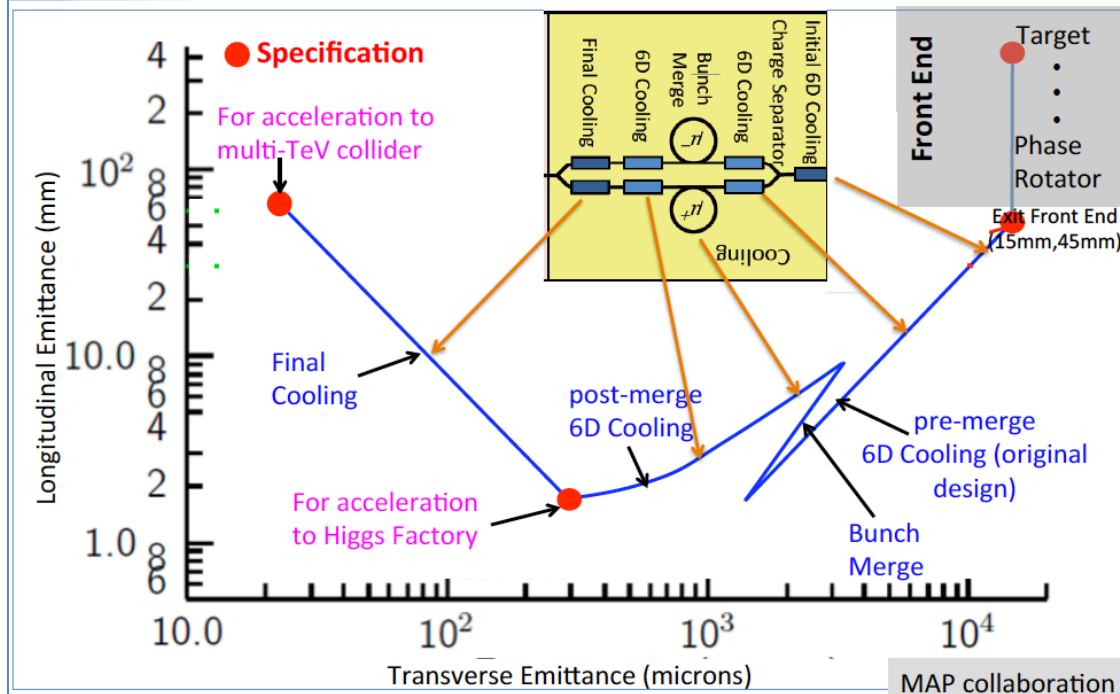 Specification
For acceleration to
multi-TeV collider
Final Cooling
6D Cooling
Bunch
Merge
6D Cooling
Charge Separator
Initial 6D Cooling
μ⁻
μ⁺
Cooling
Front End
Target
•
•
•
Phase
Rotator
Exit Front End
(15mm,45mm)
Longitudinal Emittance (mm)
4
2
10²
8
6
4
2
10.0
8
6
4
2
1.0
8
6
Final
Cooling
post-merge
6D Cooling
pre-merge
6D Cooling (original
design)
For acceleration
to Higgs Factory
Bunch
Merge
10.0
10²
10³
10⁴
Transverse Emittance (microns)
MAP collaboration